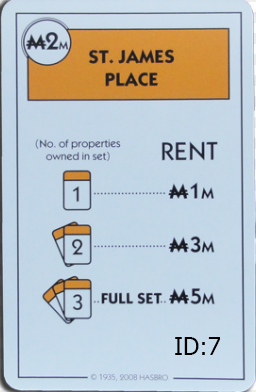 ₩2M
ST. JAMES
PLACE
(No. of properties
owned in set)
RENT
1
₩1M
2
₩3M
3
FULL SET
₩5M
ID:7
© 1935, 2008 HASBRO